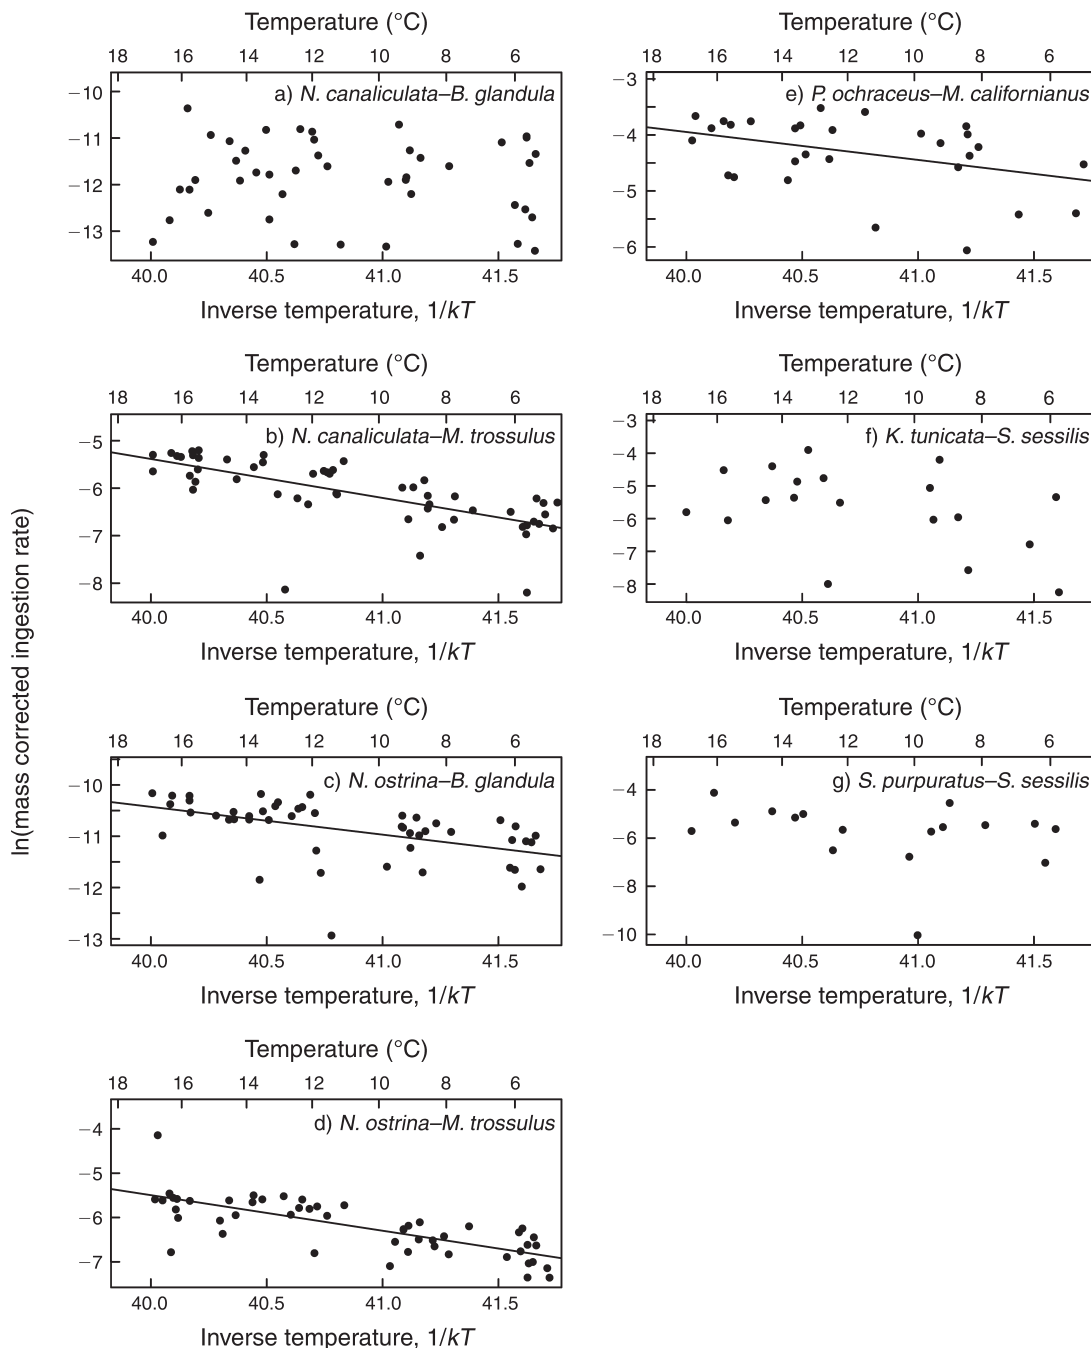 ln(mass corrected ingestion rate)
Temperature (°C)
18 16 14 12 10 8 6
a) N. canaliculata–B. glandula
−10
−11
−12
−13
40.0 40.5 41.0 41.5
Inverse temperature, 1/kT
Temperature (°C)
18 16 14 12 10 8 6
b) N. canaliculata–M. trossulus
−5
−6
−7
−8
40.0 40.5 41.0 41.5
Inverse temperature, 1/kT
Temperature (°C)
18 16 14 12 10 8 6
c) N. ostrina–B. glandula
−10
−11
−12
−13
40.0 40.5 41.0 41.5
Inverse temperature, 1/kT
Temperature (°C)
18 16 14 12 10 8 6
d) N. ostrina–M. trossulus
−4
−5
−6
−7
40.0 40.5 41.0 41.5
Inverse temperature, 1/kT
Temperature (°C)
18 16 14 12 10 8 6
−3
e) P. ochraceus–M. californianus
−4
−5
−6
40.0 40.5 41.0 41.5
Inverse temperature, 1/kT
Temperature (°C)
18 16 14 12 10 8 6
−3
f) K. tunicata–S. sessilis
−4
−5
−6
−7
−8
40.0 40.5 41.0 41.5
Inverse temperature, 1/kT
Temperature (°C)
18 16 14 12 10 8 6
g) S. purpuratus–S. sessilis
−4
−6
−8
−10
40.0 40.5 41.0 41.5
Inverse temperature, 1/kT